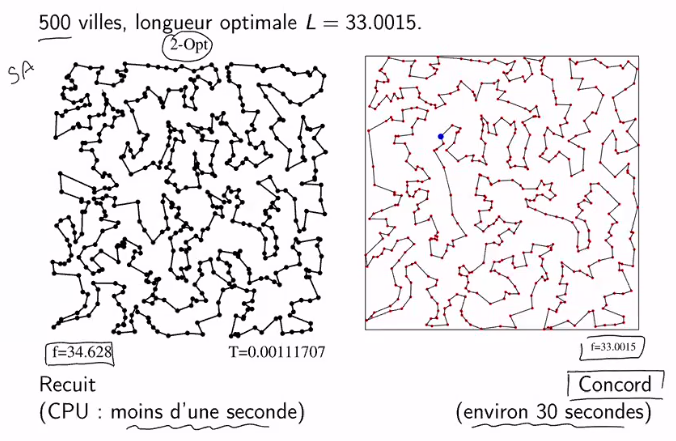 500 villes, longueur optimale L = 33.0015.
2-Opt
SA
f=34.628
T=0.00111707
f=33.0015
Recuit
Concord
(CPU : moins d'une seconde)
(environ 30 secondes)